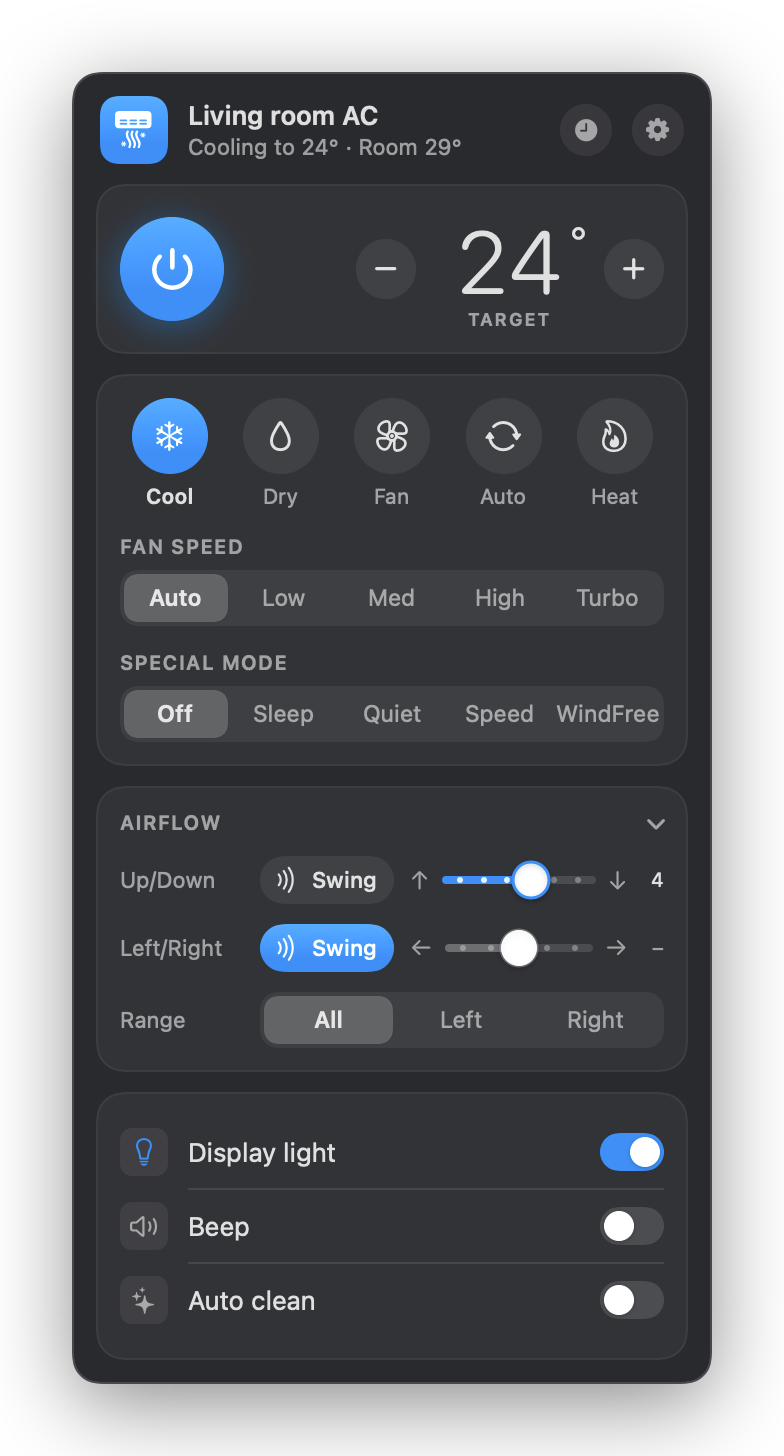 Living room AC
Cooling to 24° · Room 29°
24°
TARGET
Cool Dry Fan Auto Heat
FAN SPEED
Auto Low Med High Turbo
SPECIAL MODE
Off Sleep Quiet Speed WindFree
AIRFLOW
Up/Down Swing 4
Left/Right Swing –
Range All Left Right
Display light
Beep
Auto clean